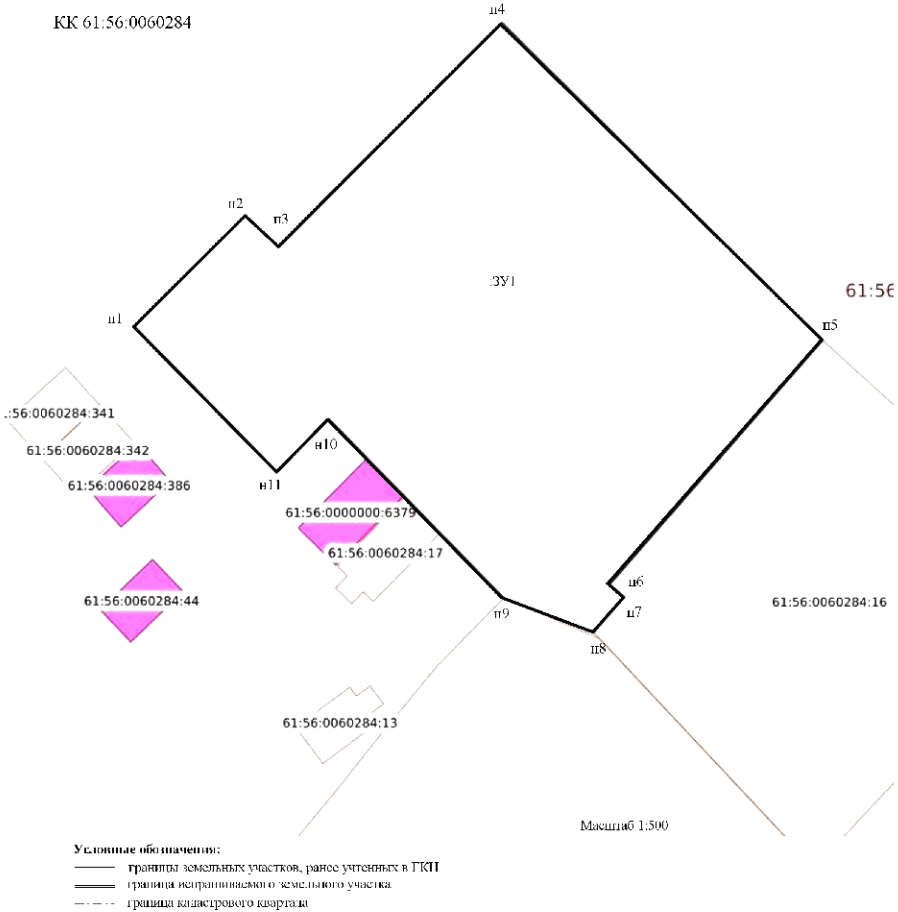 КК 61:56:0060284
н4
н2
н3
:ЗУ1
61:56
н1
н5
.:56:0060284:341
н10
61:56:0060284:342
н11
61:56:0060284:386
61:56:0000000:6379
61:56:0060284:17
н6
61:56:0060284:44
н7
61:56:0060284:16
н9
н8
61:56:0060284:13
Масштаб 1:500
Условные обозначения:
границы земельных участков, ранее учтенных в ГКН
граница испрашиваемого земельного участка
граница кадастрового квартала